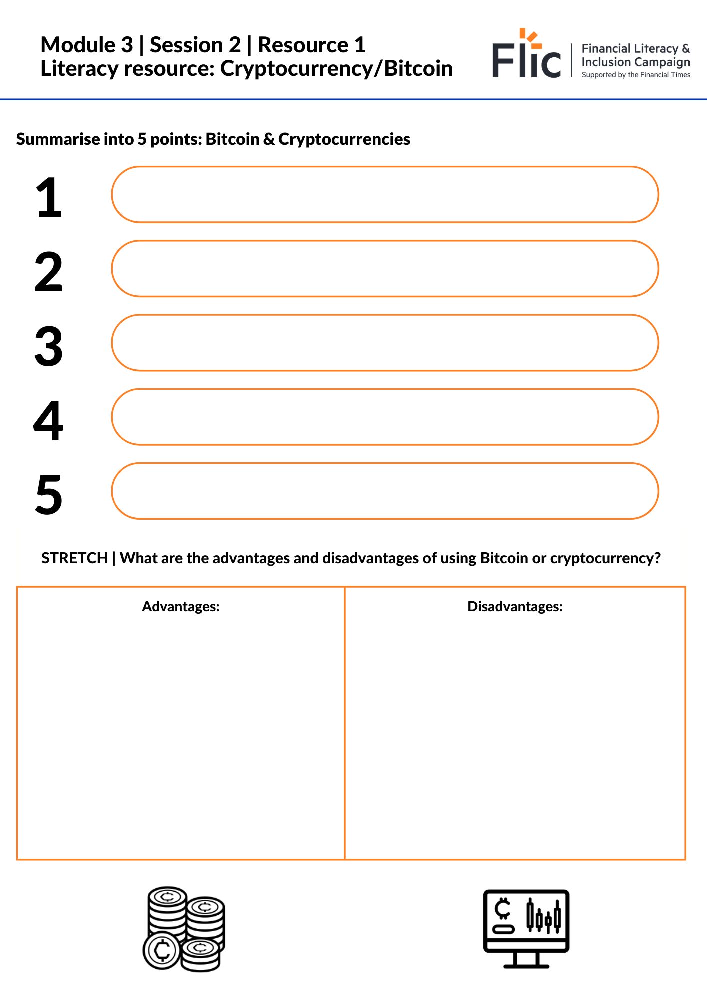 Module 3 | Session 2 | Resource 1
Literacy resource: Cryptocurrency/Bitcoin
Flic
Financial Literacy &
Inclusion Campaign
Supported by the Financial Times
Summarise into 5 points: Bitcoin & Cryptocurrencies
1
2
3
4
5
STRETCH | What are the advantages and disadvantages of using Bitcoin or cryptocurrency?
Advantages:
Disadvantages: